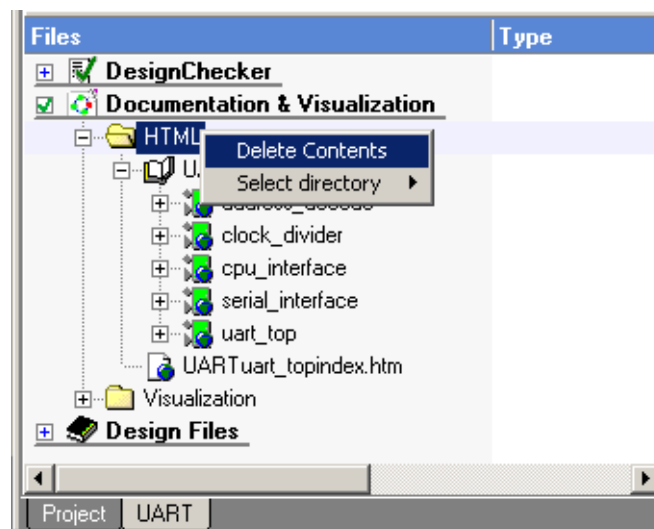 Files Type
DesignChecker
Documentation & Visualization
HTML
Delete Contents
U
Select directory
clock_divider
cpu_interface
serial_interface
uart_top
UARTuart_topindex.htm
Visualization
Design Files
Project UART